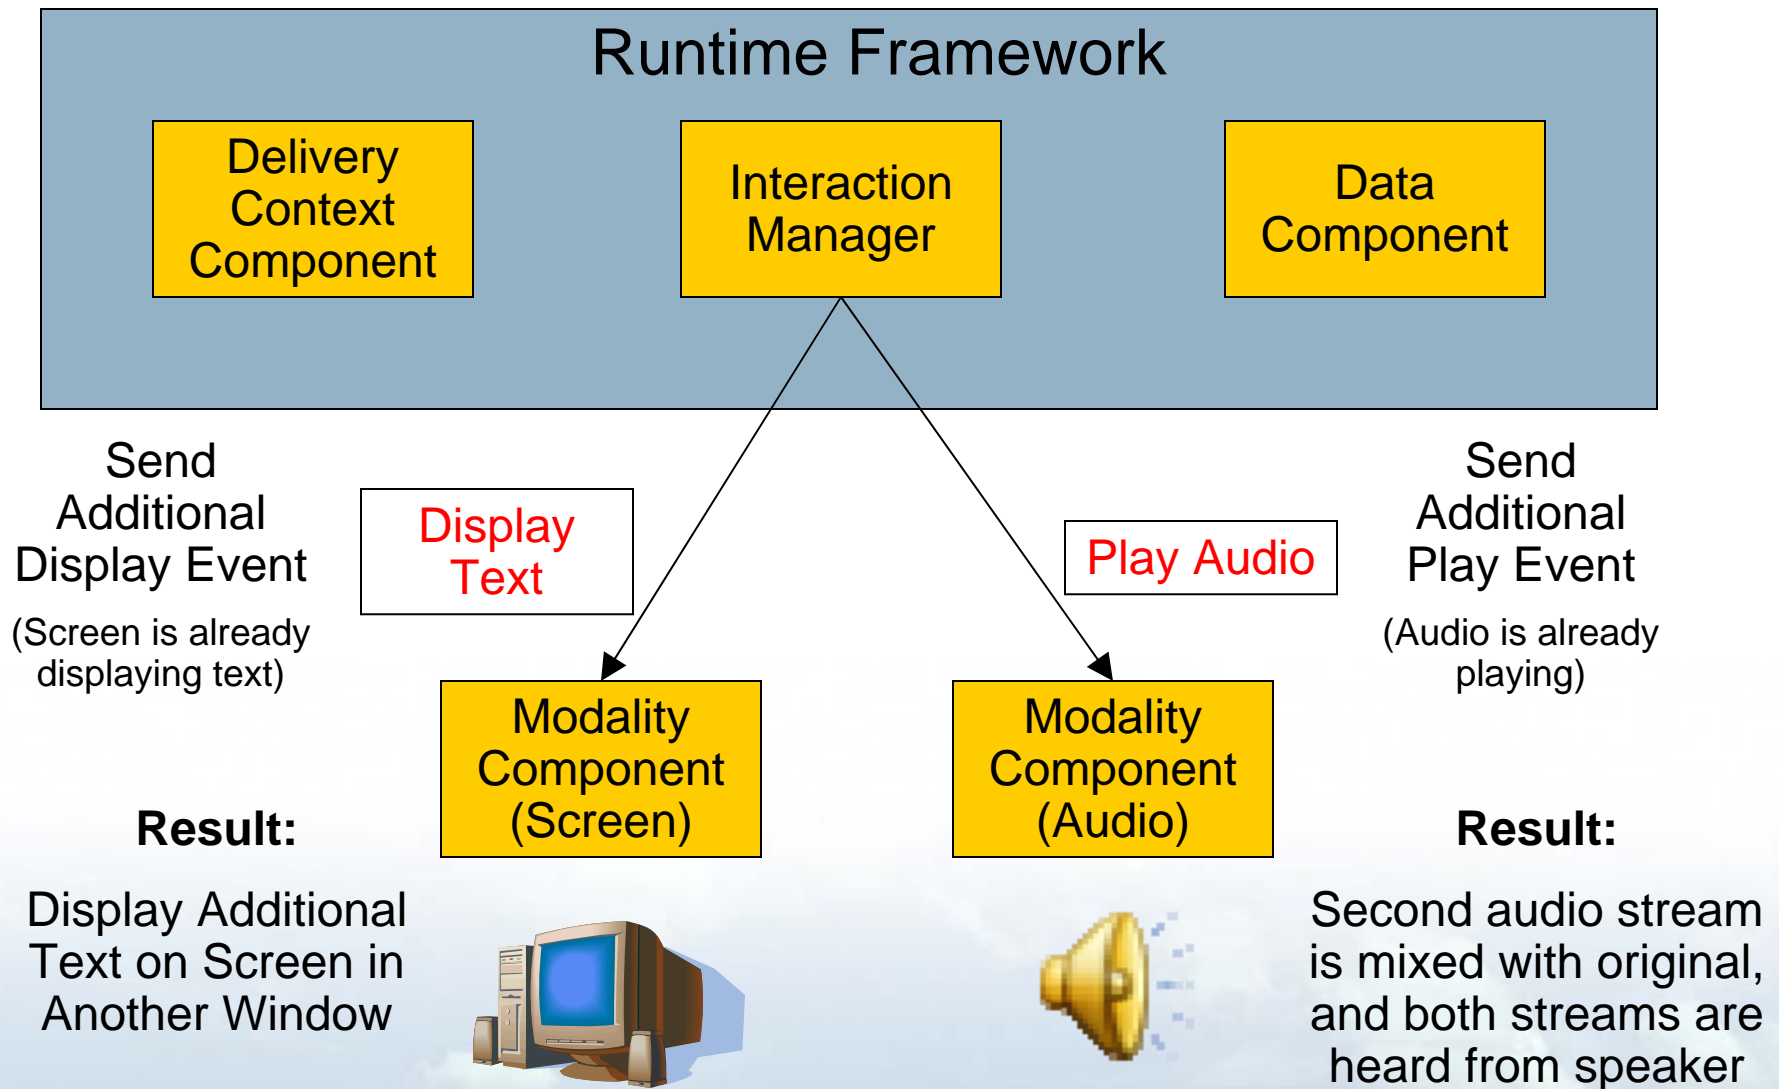 Runtime Framework
Delivery
Context
Component
Interaction
Manager
Data
Component
Send
Additional
Display Event
(Screen is already
displaying text)
Display
Text
Play Audio
Send
Additional
Play Event
(Audio is already
playing)
Modality
Component
(Screen)
Modality
Component
(Audio)
Result:
Display Additional
Text on Screen in
Another Window
Result:
Second audio stream
is mixed with original,
and both streams are
heard from speaker